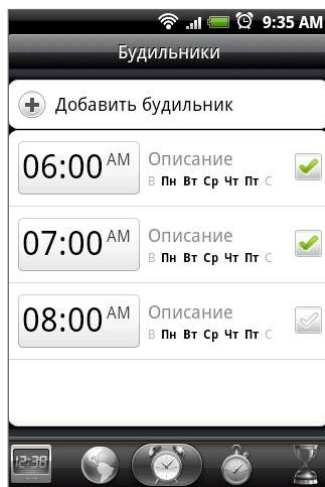 9:35 AM
Будильники
Добавить будильник
06:00 AM Описание
В Пн Вт Ср Чт Пт С
07:00 AM Описание
В Пн Вт Ср Чт Пт С
08:00 AM Описание
В Пн Вт Ср Чт Пт С
12:38